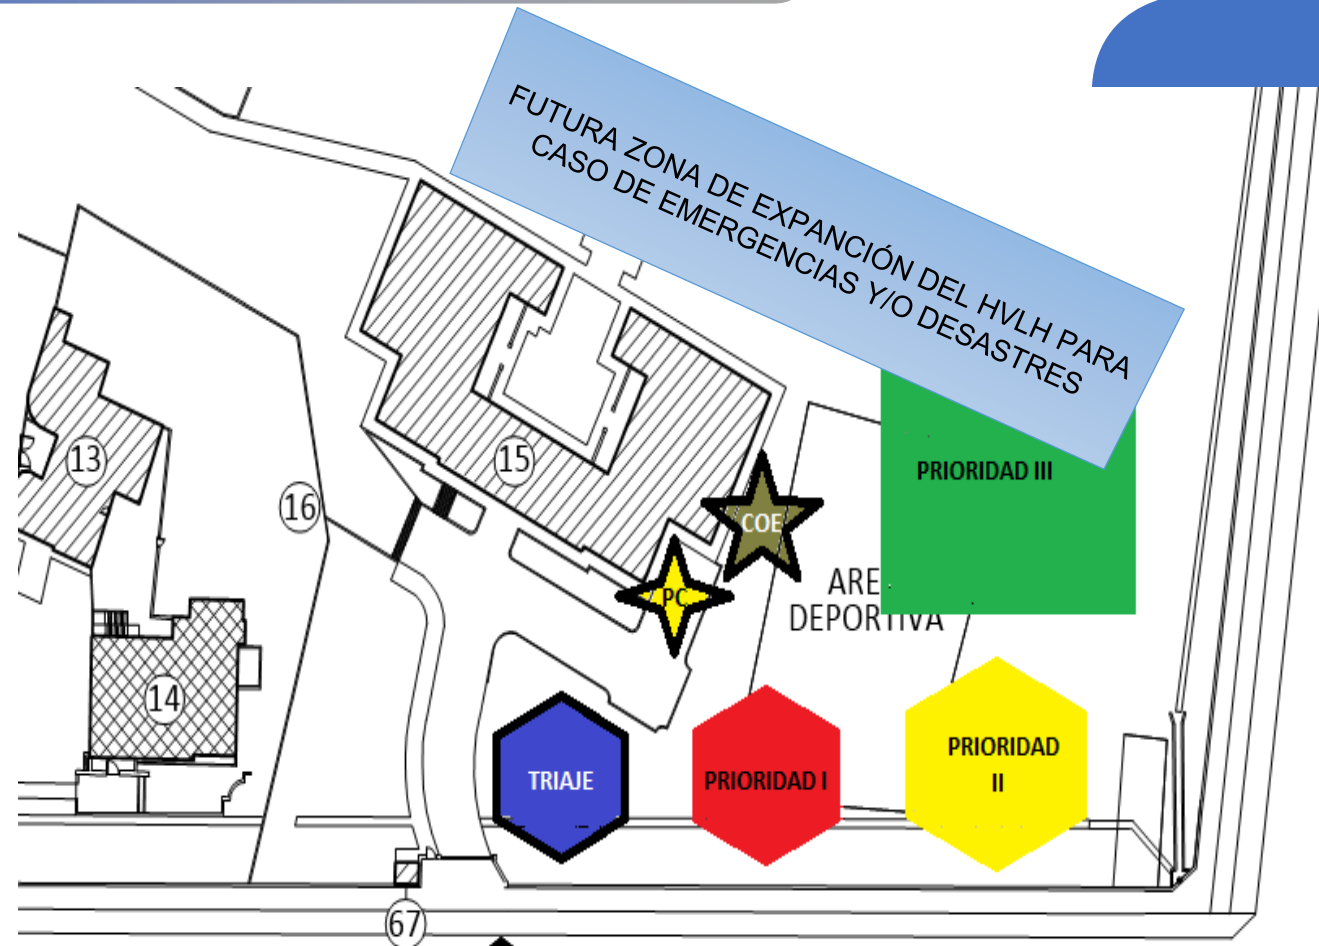 FUTURA ZONA DE EXPANCIÓN DEL HVLH PARA
CASO DE EMERGENCIAS Y/O DESASTRES
13
15
16
PRIORIDAD III
COE
PC
ARE
DEPORTIVA
14
TRIAJE
PRIORIDAD I
PRIORIDAD
II
67